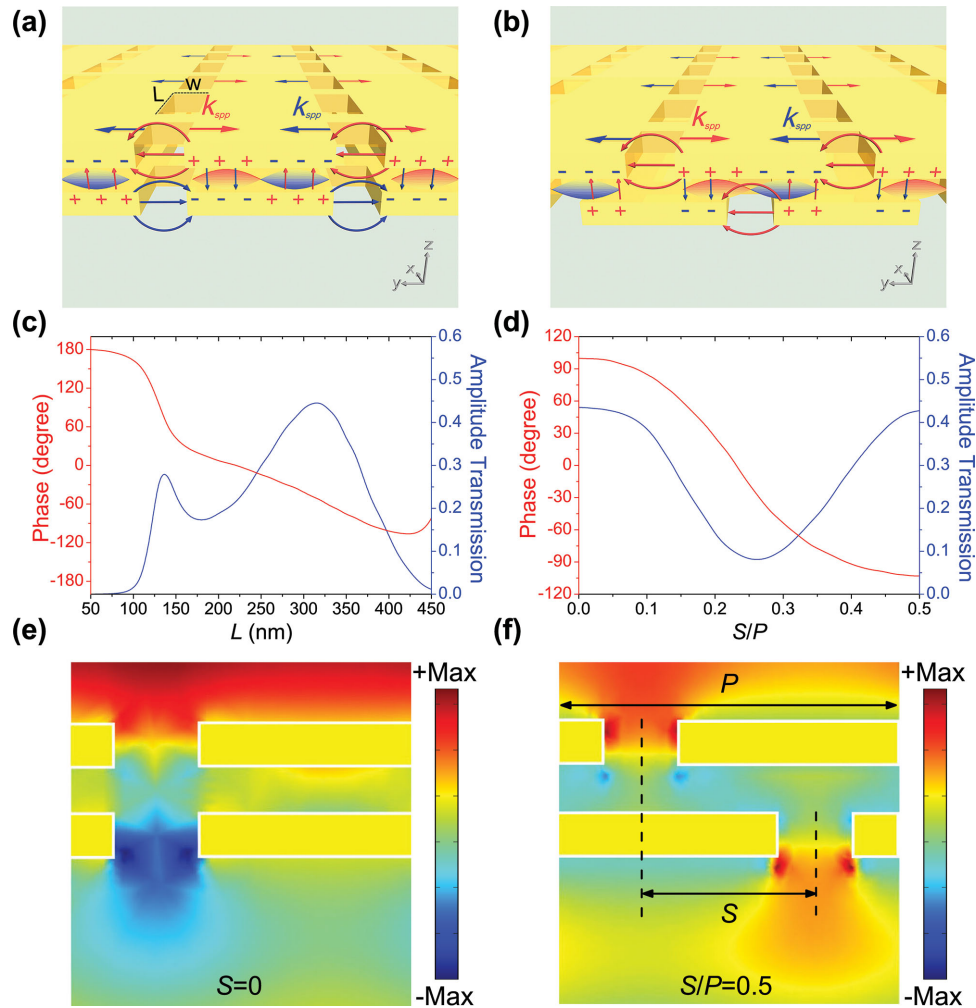 (a)
(b)
L
w
k spp
k spp
k spp
k spp
- - -
+ + +
- - -
+ + +
+ + +
- - -
+ + +
- - -
- - -
+ + +
- - -
+ + +
+ +
- -
+ +
- -
z
x
y
z
x
y
(c)
(d)
Phase (degree)
180
120
60
0
-60
-120
-180
50 100 150 200 250 300 350 400 450
L (nm)
0.6
0.5
0.4
0.3
0.2
0.1
0.0
Amplitude Transmission
Phase (degree)
120
90
60
30
0
-30
-60
-90
-120
0.0 0.1 0.2 0.3 0.4 0.5
S/P
0.6
0.5
0.4
0.3
0.2
0.1
0.0
Amplitude Transmission
(e)
(f)
+Max
-Max
S=0
P
S
S/P=0.5
+Max
-Max